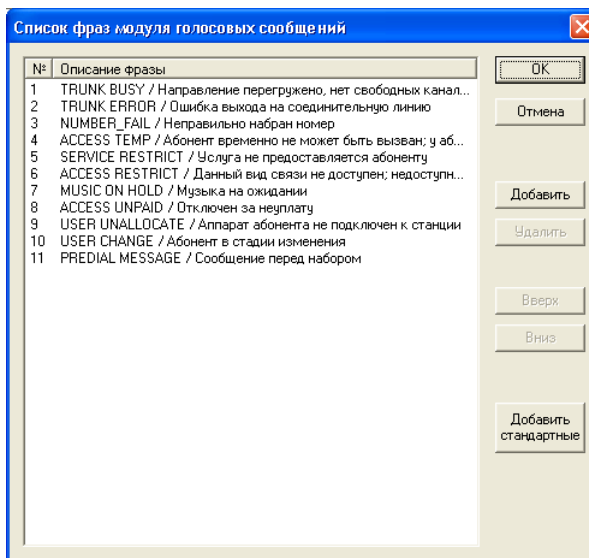 Список фраз модуля голосовых сообщений
№ Описание фразы
1 TRUNK BUSY / Направление перегружено, нет свободных канал...
2 TRUNK ERROR / Ошибка выхода на соединительную линию
3 NUMBER_FAIL / Неправильно набран номер
4 ACCESS TEMP / Абонент временно не может быть вызван; у аб...
5 SERVICE RESTRICT / Услуга не предоставляется абоненту
6 ACCESS RESTRICT / Данный вид связи не доступен; недоступн...
7 MUSIC ON HOLD / Музыка на ожидании
8 ACCESS UNPAID / Отключен за неуплату
9 USER UNALLOCATE / Аппарат абонента не подключен к станции
10 USER CHANGE / Абонент в стадии изменения
11 PREDIAL MESSAGE / Сообщение перед набором
OK
Отмена
Добавить
Удалить
Вверх
Вниз
Добавить
стандартные